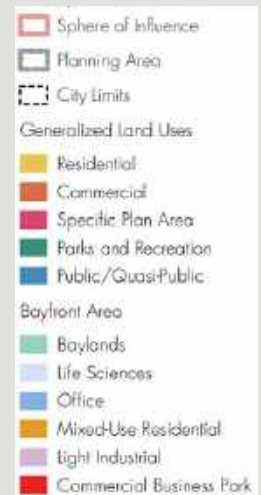 Sphere of Influence
Planning Area
City Limits
Generalized Land Uses
Residential
Commercial
Specific Plan Area
Parks and Recreation
Public/Quasi-Public
Bayfront Area
Baylands
Life Sciences
Office
Mixed-Use Residential
Light Industrial
Commercial Business Park